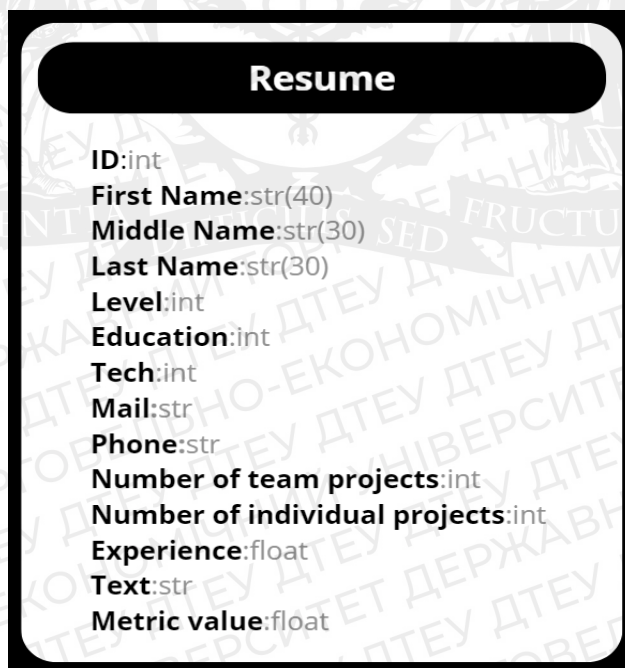 Resume
ID:int
First Name:str(40)
Middle Name:str(30)
Last Name:str(30)
Level:int
Education:int
Tech:int
Mail:str
Phone:str
Number of team projects:int
Number of individual projects:int
Experience:float
Text:str
Metric value:float